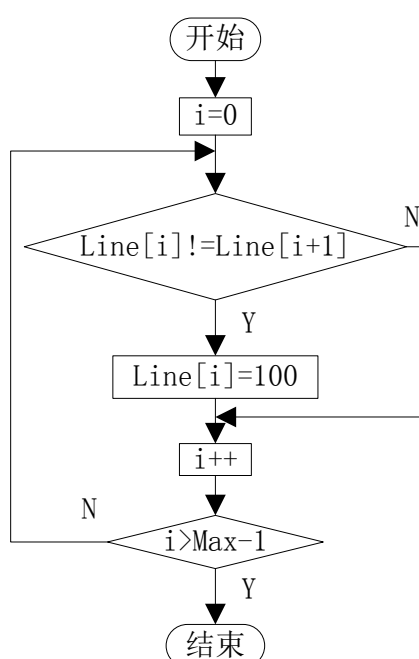 开始
i=0
Line[i]!=Line[i+1]
N
Y
Line[i]=100
i++
N
i>Max-1
Y
结束